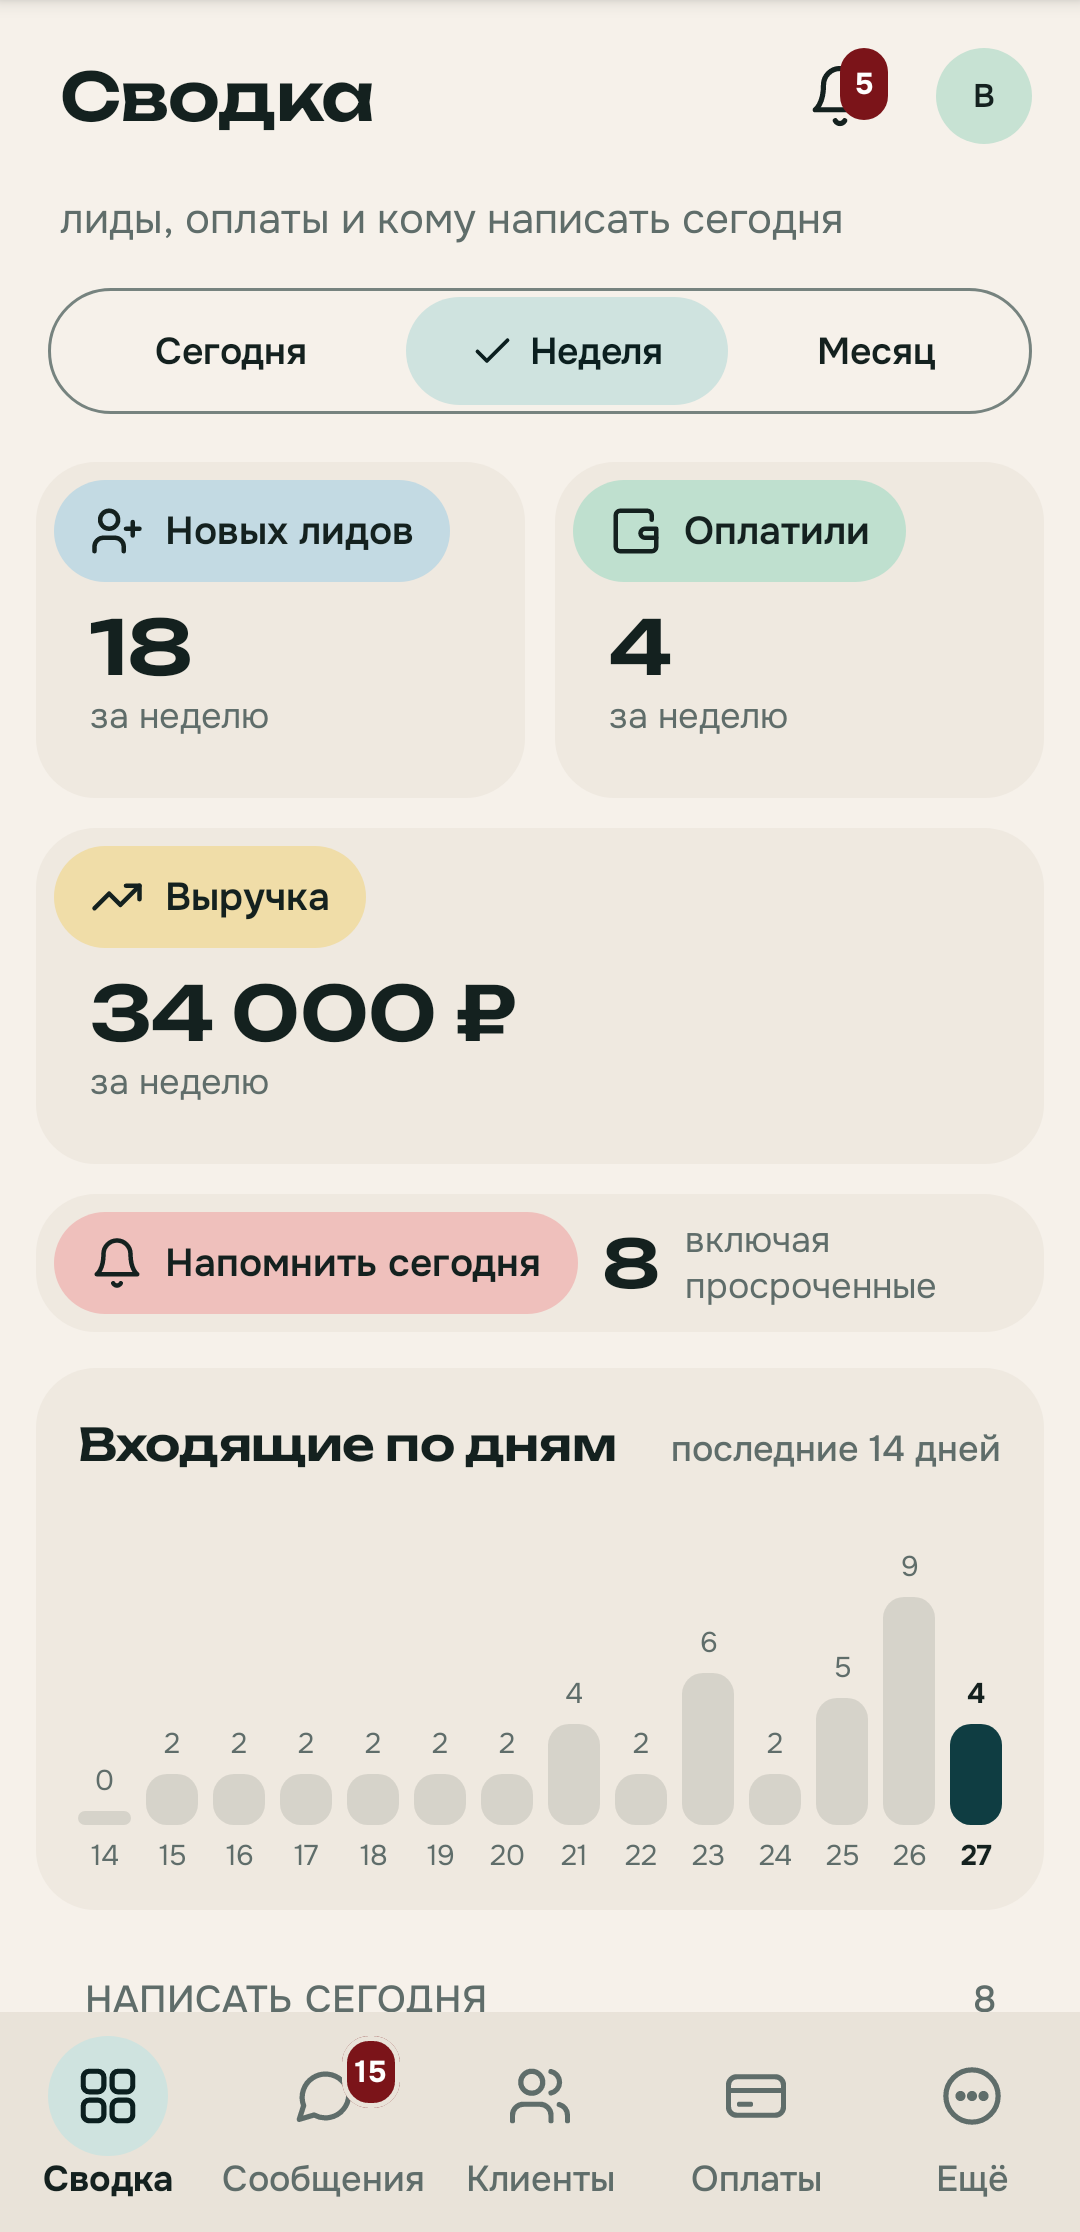 Сводка
5
B
лиды, оплаты и кому написать сегодня
Сегодня
Неделя
Месяц
Новых лидов
Оплатили
18
4
за неделю
за неделю
Выручка
34 000 ₽
за неделю
Напомнить сегодня
8
включая
просроченные
Входящие по дням
последние 14 дней
0 2 2 2 2 2 2 4 2 6 2 5 9 4
14 15 16 17 18 19 20 21 22 23 24 25 26 27
НАПИСАТЬ СЕГОДНЯ
8
15
Сводка
Сообщения
Клиенты
Оплаты
Ещё